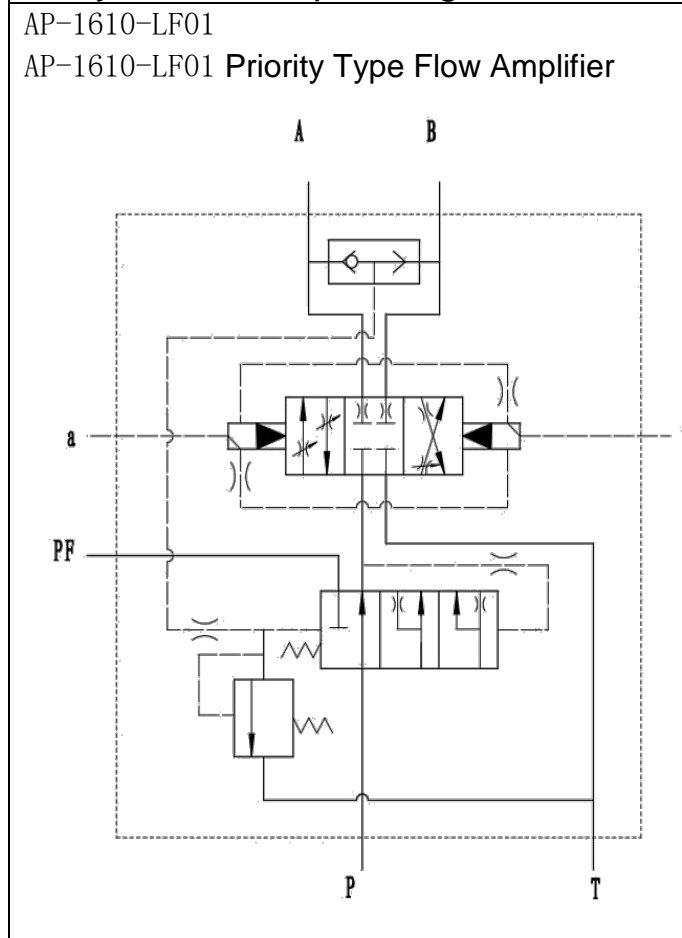 AP-1610-LF01
AP-1610-LF01 Priority Type Flow Amplifier
A B
a
PF
P T